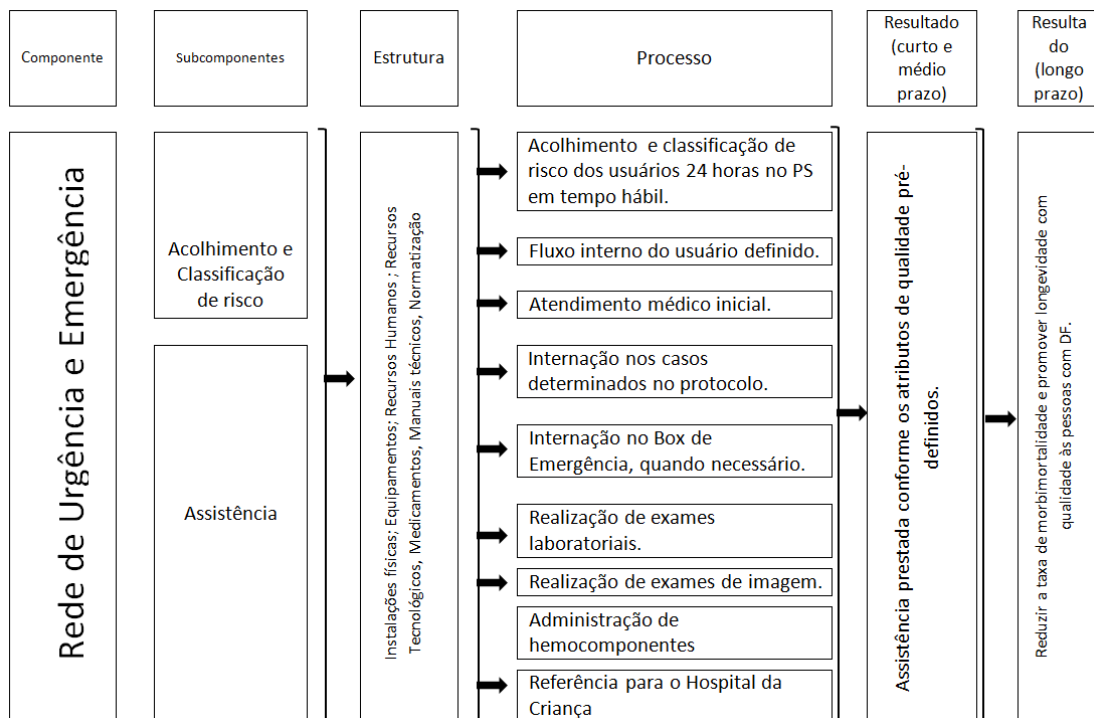 Componente
Subcomponentes
Estrutura
Processo
Resultado
(curto e
médio
prazo)
Resulta
do
(longo
prazo)
Rede de Urgência e Emergência
Acolhimento e
Classificação
de risco
Assistência
Instalações físicas; Equipamentos; Recursos Humanos ; Recursos
Tecnológicos, Medicamentos, Manuais técnicos, Normatização
Acolhimento e classificação de
risco dos usuários 24 horas no PS
em tempo hábil.
Fluxo interno do usuário definido.
Atendimento médico inicial.
Internação nos casos
determinados no protocolo.
Internação no Box de
Emergência, quando necessário.
Realização de exames
laboratoriais.
Realização de exames de imagem.
Administração de
hemocomponentes
Referência para o Hospital da
Criança
Assistência prestada conforme os atributos de qualidade pré-
definidos.
Reduzir a taxa de morbimortalidade e promover longevidade com
qualidade às pessoas com DF.